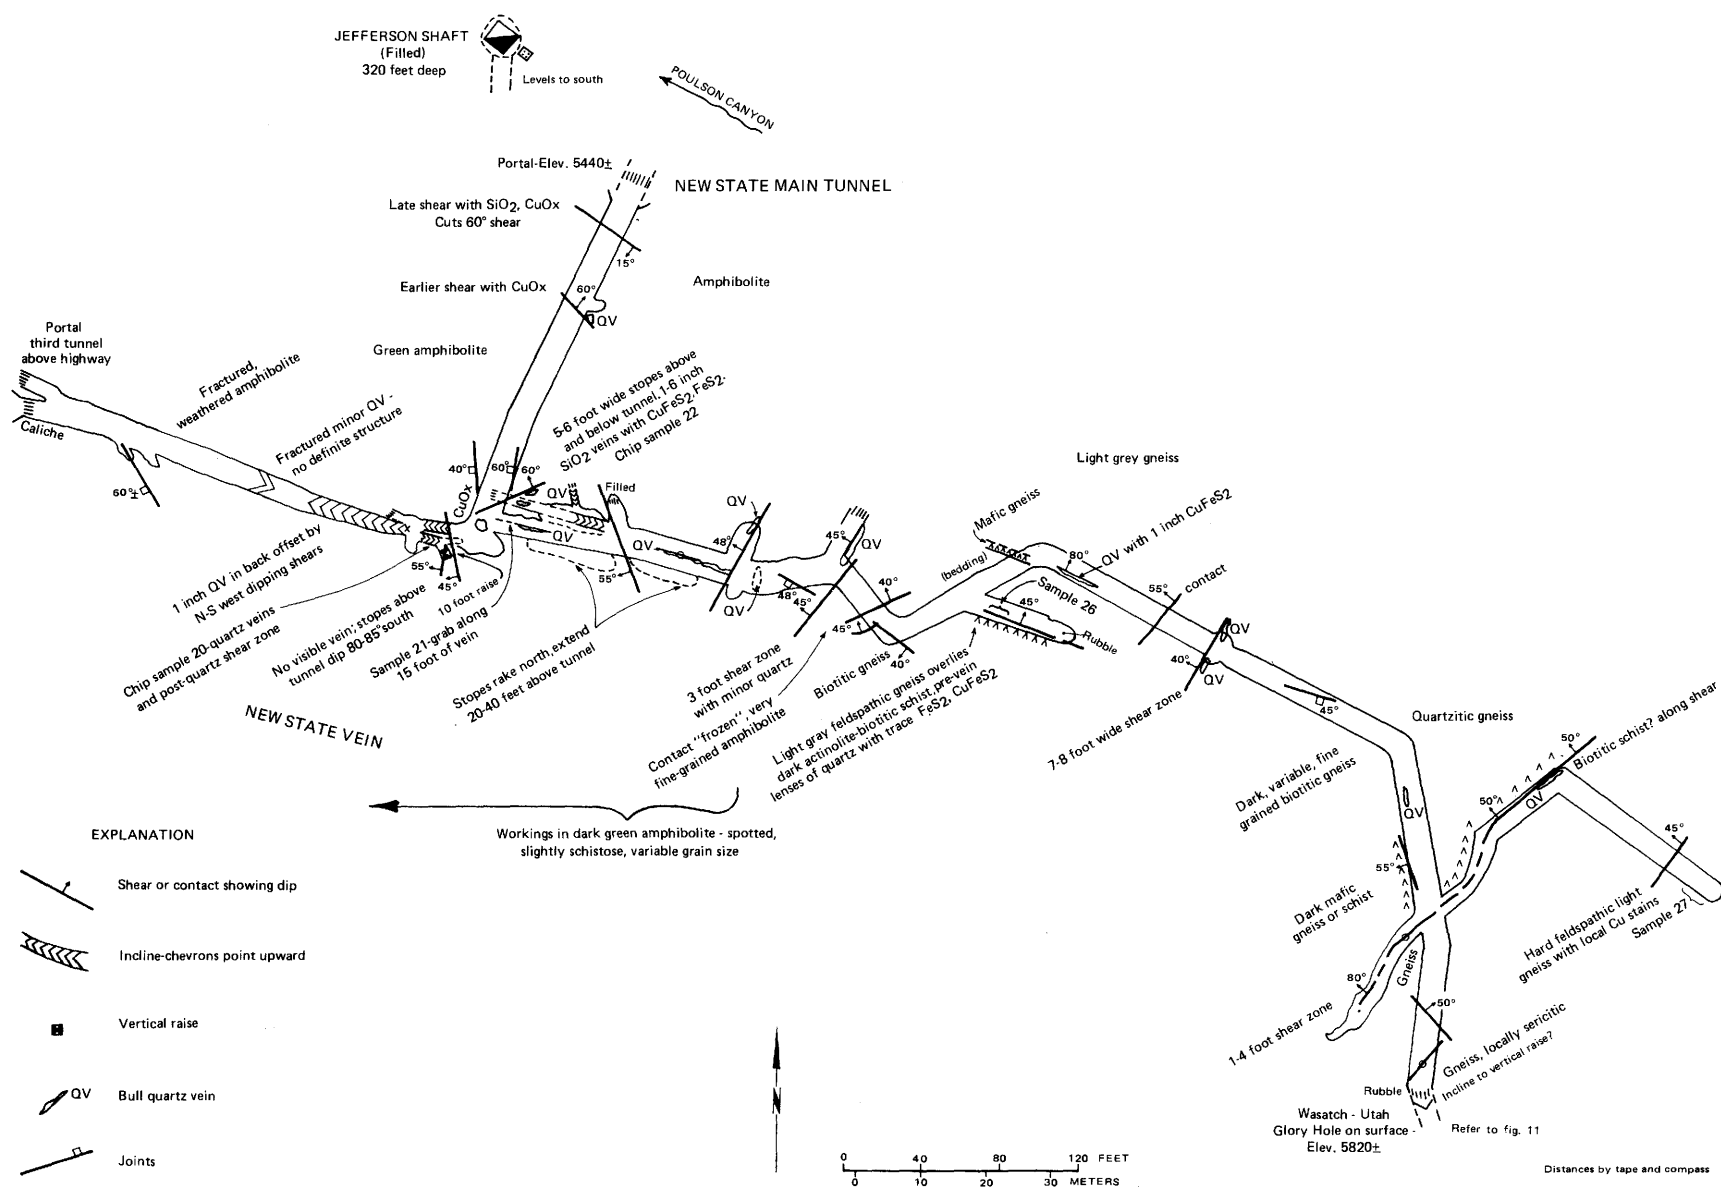 JEFFERSON SHAFT
(Filled)
320 feet deep
Levels to south
POULSON CANYON
Portal-Elev. 5440±
NEW STATE MAIN TUNNEL
Late shear with SiO2, CuOx
Cuts 60° shear
15°
Earlier shear with CuOx
60°
QV
Amphibolite
Green amphibolite
Portal
third tunnel
above highway
Caliche
60°±
Fractured,
weathered amphibolite
Fractured minor QV -
no definite structure
CuOx
40°
60°
60°
5-6 foot wide stopes above
and below tunnel, 1-6 inch
SiO2 veins with CuFeS2, FeS2.
Chip sample 22
QV
QV
Filled
QV
55°
55°
45°
1 inch QV in back offset by
N-S west dipping shears
Chip sample 20-quartz veins
and post-quartz shear zone
No visible vein; stopes above
tunnel dip 80-85° south
10 foot raise
Sample 21-grab along
15 foot of vein
Stopes rake north, extend
20-40 feet above tunnel
NEW STATE VEIN
QV
48°
QV
48°
45°
45°
QV
45°
40°
40°
3 foot shear zone
with minor quartz
Contact "frozen", very
fine-grained amphibolite
Biotitic gneiss
Light gray feldspathic gneiss overlies
dark actinolite-biotitic schist, pre-vein
lenses of quartz with trace FeS2, CuFeS2
Light grey gneiss
Mafic gneiss
(bedding)
80°
QV with 1 inch CuFeS2
Sample 26
45°
Rubble
55°
contact
QV
40°
QV
7-8 foot wide shear zone
45°
Quartzitic gneiss
Dark, variable, fine
grained biotitic gneiss
QV
55°
Dark mafic
gneiss or schist
50°
50°
QV
Biotitic schist? along shear
45°
Hard feldspathic light
gneiss with local Cu stains
Sample 27
80°
Gneiss
1-4 foot shear zone
50°
Gneiss, locally sericitic
Incline to vertical raise?
Rubble
Wasatch - Utah
Glory Hole on surface -
Elev. 5820±
Refer to fig. 11
Workings in dark green amphibolite - spotted,
slightly schistose, variable grain size
EXPLANATION
Shear or contact showing dip
Incline-chevrons point upward
Vertical raise
QV
Bull quartz vein
Joints
N
0 40 80 120 FEET
0 10 20 30 METERS
Distances by tape and compass